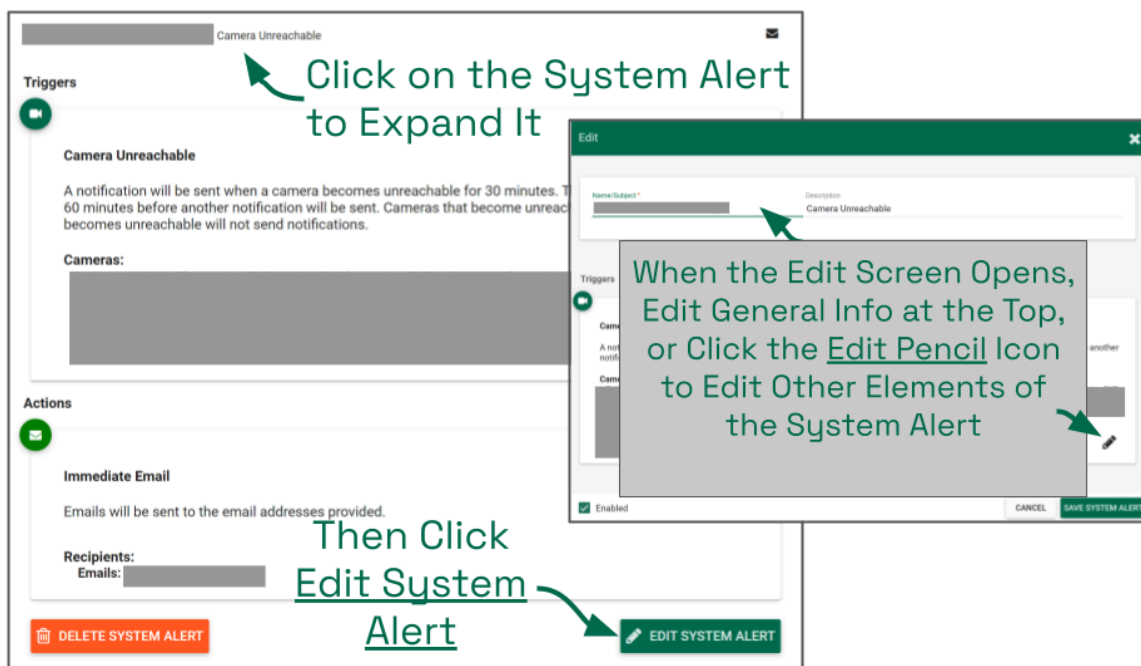 Camera Unreachable
Click on the System Alert
to Expand It
Triggers
Camera Unreachable
A notification will be sent when a camera becomes unreachable for 30 minutes. T
60 minutes before another notification will be sent. Cameras that become unreac
becomes unreachable will not send notifications.
Cameras:
Actions
Immediate Email
Emails will be sent to the email addresses provided.
Recipients:
Emails:
Then Click
Edit System
Alert
DELETE SYSTEM ALERT
EDIT SYSTEM ALERT
Edit
Name/Subject *
Description
Camera Unreachable
When the Edit Screen Opens,
Edit General Info at the Top,
or Click the Edit Pencil Icon
to Edit Other Elements of
the System Alert
Triggers
Came
A not
another
notifi
Came
Enabled
CANCEL
SAVE SYSTEM ALERT